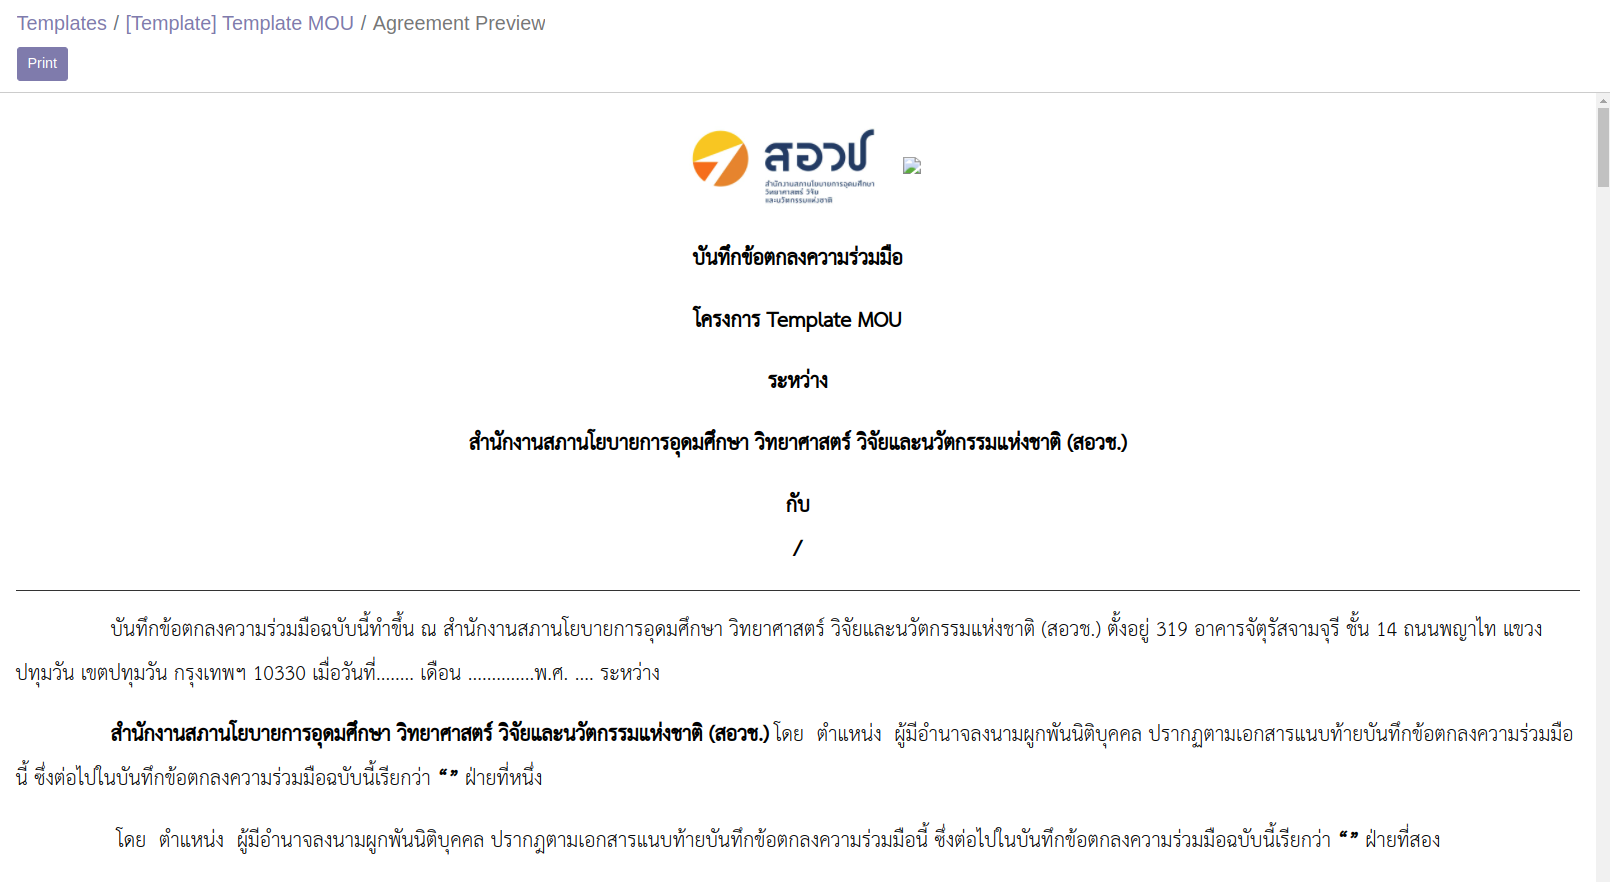 Templates / [Template] Template MOU / Agreement Preview
Print
สอวช
สำนักงานสภานโยบายการอุดมศึกษา
วิทยาศาสตร์ วิจัย
และนวัตกรรมแห่งชาติ
บันทึกข้อตกลงความร่วมมือ
โครงการ Template MOU
ระหว่าง
สำนักงานสภานโยบายการอุดมศึกษา วิทยาศาสตร์ วิจัยและนวัตกรรมแห่งชาติ (สอวช.)
กับ
/
บันทึกข้อตกลงความร่วมมือฉบับนี้ทำขึ้น ณ สำนักงานสภานโยบายการอุดมศึกษา วิทยาศาสตร์ วิจัยและนวัตกรรมแห่งชาติ (สอวช.) ตั้งอยู่ 319 อาคารจัตุรัสจามจุรี ชั้น 14 ถนนพญาไท แขวง
ปทุมวัน เขตปทุมวัน กรุงเทพฯ 10330 เมื่อวันที่........ เดือน ..............พ.ศ. .... ระหว่าง
สำนักงานสภานโยบายการอุดมศึกษา วิทยาศาสตร์ วิจัยและนวัตกรรมแห่งชาติ (สอวช.) โดย ตำแหน่ง ผู้มีอำนาจลงนามผูกพันนิติบุคคล ปรากฏตามเอกสารแนบท้ายบันทึกข้อตกลงความร่วมมือ
นี้ ซึ่งต่อไปในบันทึกข้อตกลงความร่วมมือฉบับนี้เรียกว่า “ ” ฝ่ายที่หนึ่ง
โดย ตำแหน่ง ผู้มีอำนาจลงนามผูกพันนิติบุคคล ปรากฏตามเอกสารแนบท้ายบันทึกข้อตกลงความร่วมมือนี้ ซึ่งต่อไปในบันทึกข้อตกลงความร่วมมือฉบับนี้เรียกว่า “ ” ฝ่ายที่สอง